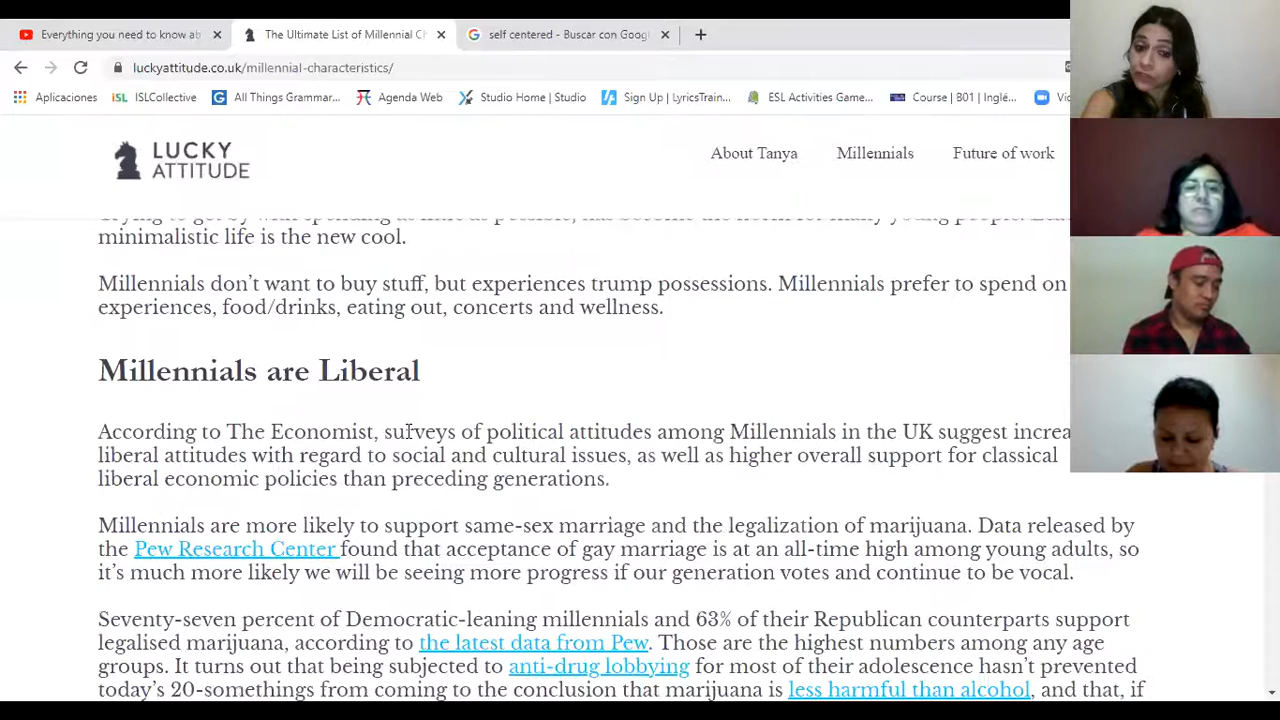 Everything you need to know ab
The Ultimate List of Millennial Ch
self centered - Buscar con Googl
luckyattitude.co.uk/millennial-characteristics/
Aplicaciones
ISLCollective
All Things Grammar...
Agenda Web
Studio Home | Studio
Sign Up | LyricsTrain...
ESL Activities Game...
Course | B01 | Inglé...
LUCKY
ATTITUDE
About Tanya
Millennials
Future of work
minimalistic life is the new cool.
Millennials don't want to buy stuff, but experiences trump possessions. Millennials prefer to spend on
experiences, food/drinks, eating out, concerts and wellness.
Millennials are Liberal
According to The Economist, surveys of political attitudes among Millennials in the UK suggest increa
liberal attitudes with regard to social and cultural issues, as well as higher overall support for classical
liberal economic policies than preceding generations.
Millennials are more likely to support same-sex marriage and the legalization of marijuana. Data released by
the Pew Research Center found that acceptance of gay marriage is at an all-time high among young adults, so
it's much more likely we will be seeing more progress if our generation votes and continue to be vocal.
Seventy-seven percent of Democratic-leaning millennials and 63% of their Republican counterparts support
legalised marijuana, according to the latest data from Pew. Those are the highest numbers among any age
groups. It turns out that being subjected to anti-drug lobbying for most of their adolescence hasn't prevented
today's 20-somethings from coming to the conclusion that marijuana is less harmful than alcohol, and that, if